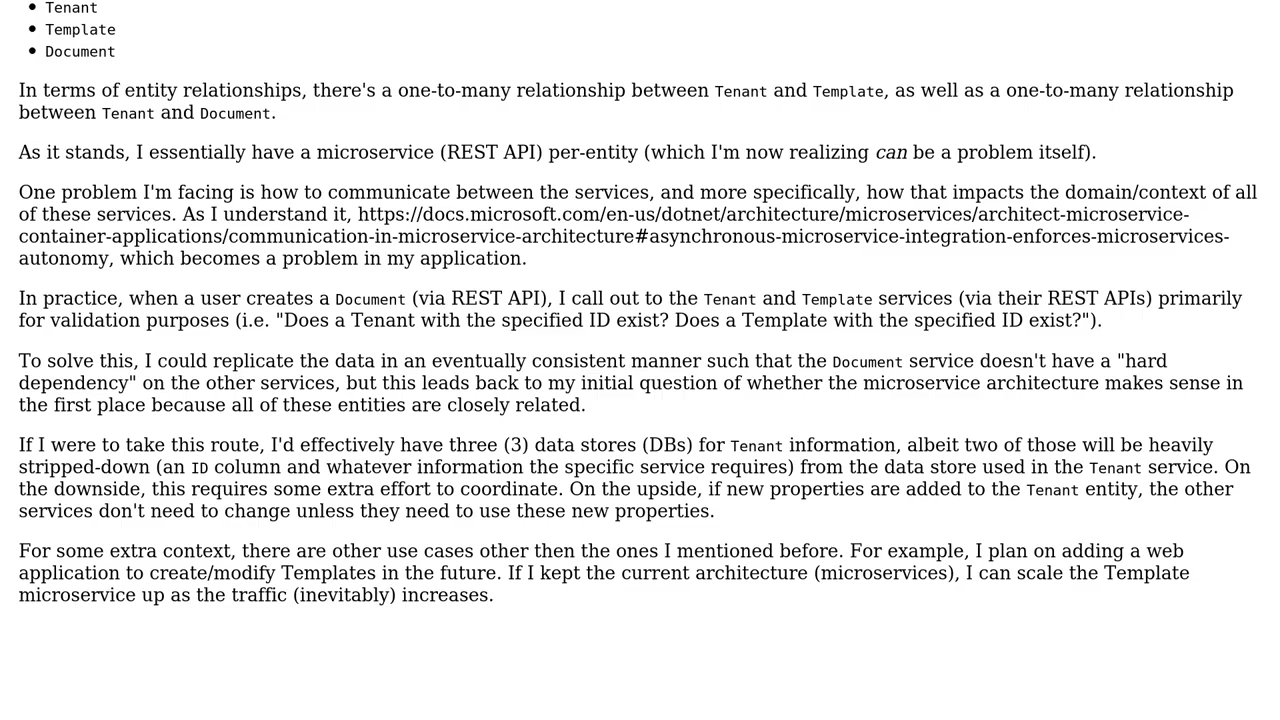 Tenant
Template
Document
In terms of entity relationships, there's a one-to-many relationship between Tenant and Template, as well as a one-to-many relationship
between Tenant and Document.
As it stands, I essentially have a microservice (REST API) per-entity (which I'm now realizing can be a problem itself).
One problem I'm facing is how to communicate between the services, and more specifically, how that impacts the domain/context of all
of these services. As I understand it, https://docs.microsoft.com/en-us/dotnet/architecture/microservices/architect-microservice-
container-applications/communication-in-microservice-architecture#asynchronous-microservice-integration-enforces-microservices-
autonomy, which becomes a problem in my application.
In practice, when a user creates a Document (via REST API), I call out to the Tenant and Template services (via their REST APIs) primarily
for validation purposes (i.e. "Does a Tenant with the specified ID exist? Does a Template with the specified ID exist?").
To solve this, I could replicate the data in an eventually consistent manner such that the Document service doesn't have a "hard
dependency" on the other services, but this leads back to my initial question of whether the microservice architecture makes sense in
the first place because all of these entities are closely related.
If I were to take this route, I'd effectively have three (3) data stores (DBs) for Tenant information, albeit two of those will be heavily
stripped-down (an ID column and whatever information the specific service requires) from the data store used in the Tenant service. On
the downside, this requires some extra effort to coordinate. On the upside, if new properties are added to the Tenant entity, the other
services don't need to change unless they need to use these new properties.
For some extra context, there are other use cases other then the ones I mentioned before. For example, I plan on adding a web
application to create/modify Templates in the future. If I kept the current architecture (microservices), I can scale the Template
microservice up as the traffic (inevitably) increases.